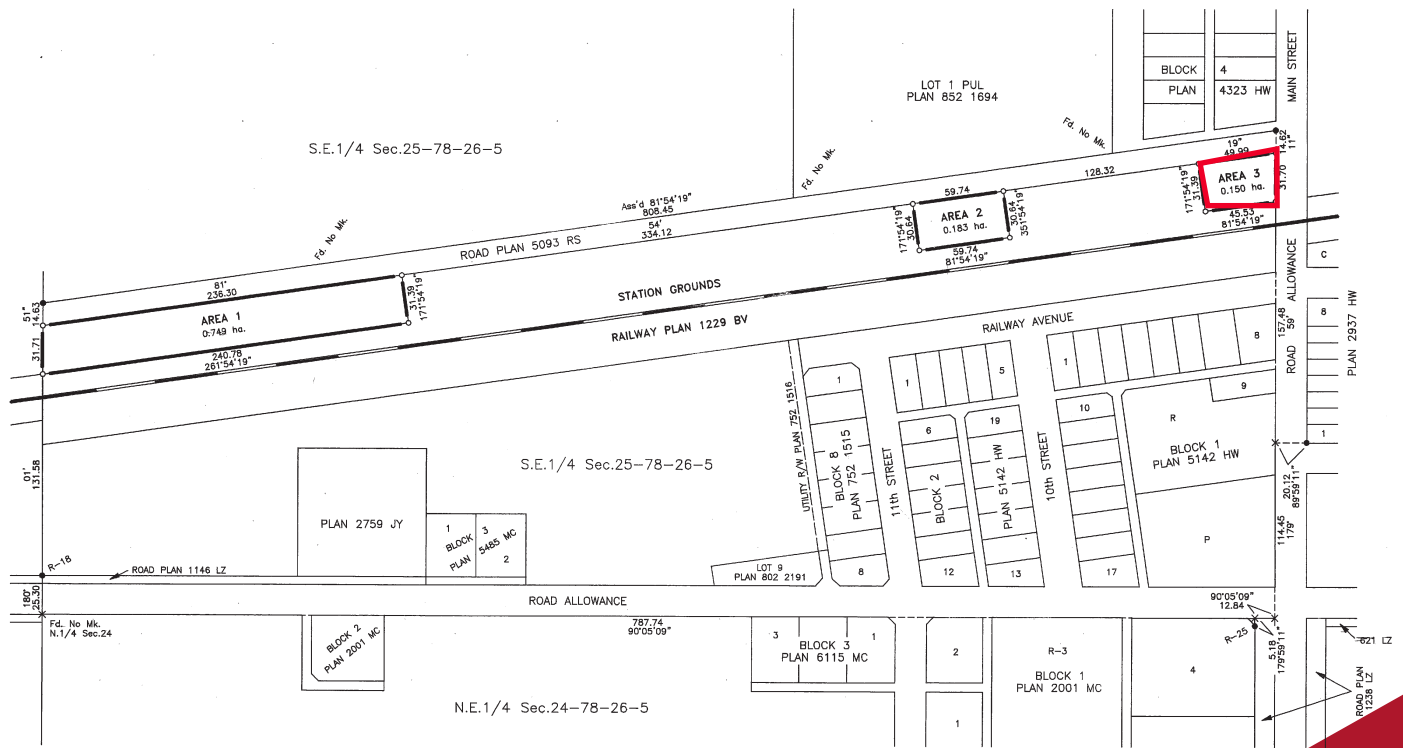 BLOCK 4
PLAN 4323 HW
MAIN STREET
LOT 1 PUL
PLAN 852 1694
S.E.1/4 Sec.25-78-26-5
Fd. No Mk.
Fd. No Mk.
Fd. No Mk.
19"
49.99
14.62
11"
AREA 3
0.150 ha.
171°54'19"
31.39
31.70
45.53
81°54'19"
128.32
Ass'd 81°54'19"
808.45
54'
334.12
ROAD PLAN 5093 RS
59.74
171°54'19"
30.64
AREA 2
0.183 ha.
30.64
351°54'19"
59.74
81°54'19"
81°
236.30
51"
14.63
AREA 1
0.749 ha.
31.39
171°54'19"
31.71
240.78
261°54'19"
STATION GROUNDS
RAILWAY PLAN 1229 BV
RAILWAY AVENUE
ROAD ALLOWANCE
157.48
59'
C
8
1
PLAN 2937 HW
UTILITY R/W PLAN 752 1516
1
BLOCK 8
PLAN 752 1515
8
11th STREET
1
5
6
BLOCK 2
12
19
PLAN 5142 HW
13
10th STREET
1
8
9
10
17
R
BLOCK 1
PLAN 5142 HW
P
20.12
89°59'11"
114.45
179°
01'
131.58
S.E.1/4 Sec.25-78-26-5
PLAN 2759 JY
1
3
BLOCK
PLAN 5485 MC
2
R-18
ROAD PLAN 1146 LZ
LOT 9
PLAN 802 2191
180°
25.30
ROAD ALLOWANCE
90°05'09"
12.84
Fd. No Mk.
N.1/4 Sec.24
787.74
90°05'09"
BLOCK 2
PLAN 2001 MC
3
1
BLOCK 3
PLAN 6115 MC
2
1
R-3
BLOCK 1
PLAN 2001 MC
4
R-25
5.18
179°59'11"
621 LZ
ROAD PLAN
1238 LZ
N.E.1/4 Sec.24-78-26-5